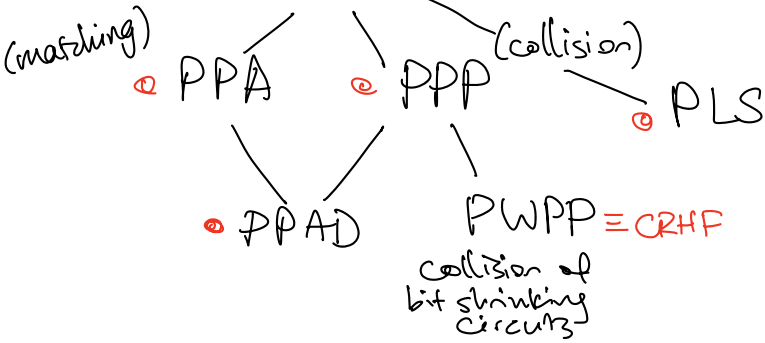 (matching)
(collision)
PPA
PPP
PLS
PPAD
PWPP ≡ CRHF
collision of
bit shrinking
circuits